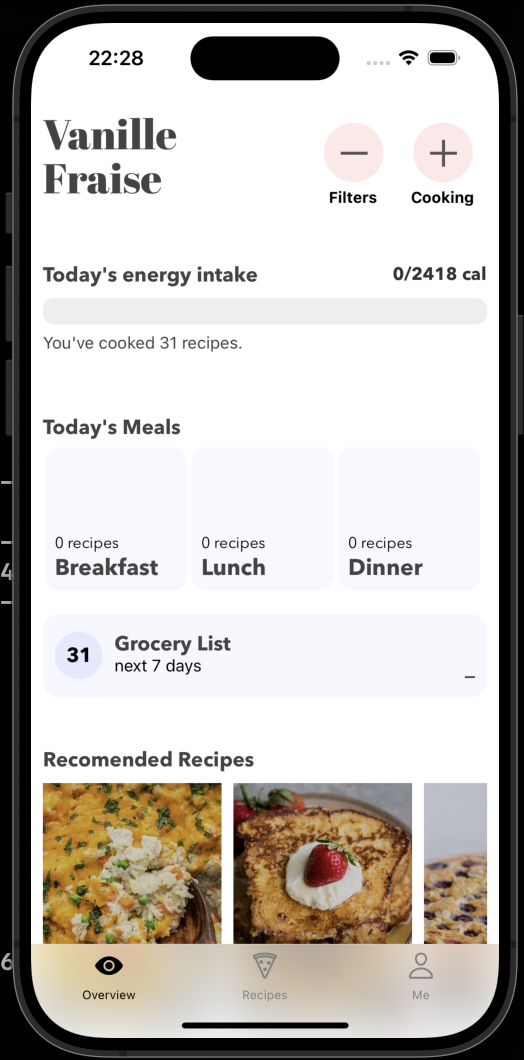 22:28
Vanille
Fraise
Filters
Cooking
Today's energy intake
0/2418 cal
You've cooked 31 recipes.
Today's Meals
0 recipes
Breakfast
0 recipes
Lunch
0 recipes
Dinner
31
Grocery List
next 7 days
Recomended Recipes
Overview
Recipes
Me
4
6